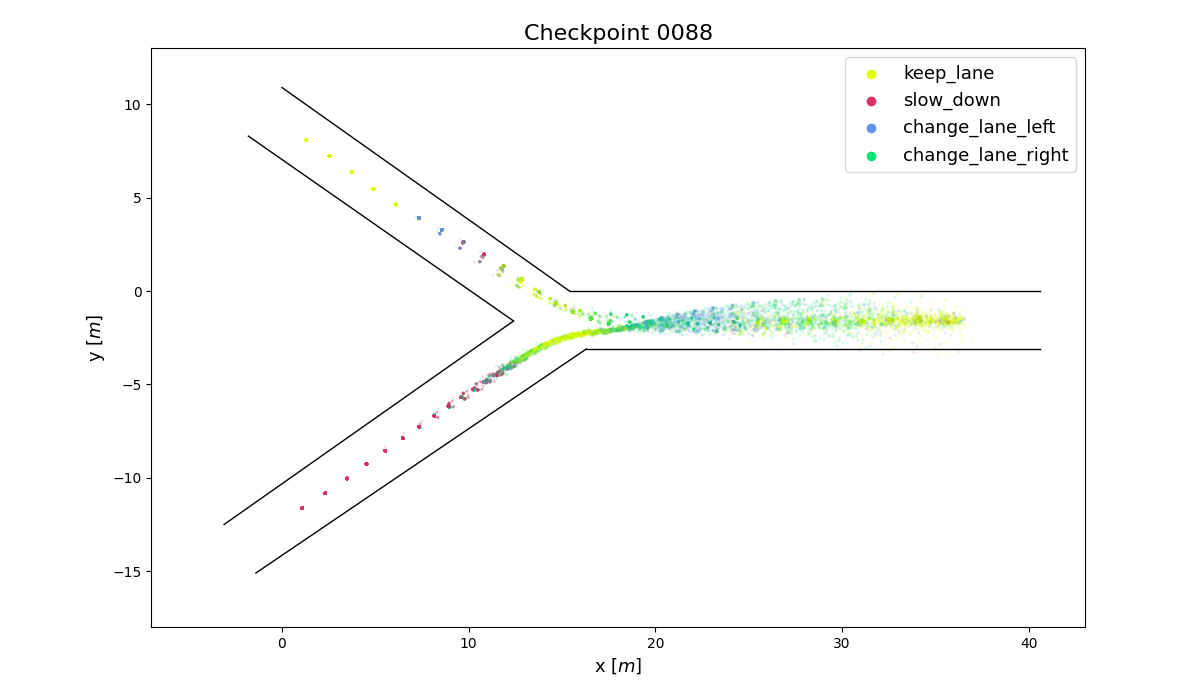 Checkpoint 0088
keep_lane
slow_down
change_lane_left
change_lane_right
10
5
0
−5
−10
−15
y [m]
0
10
20
30
40
x [m]